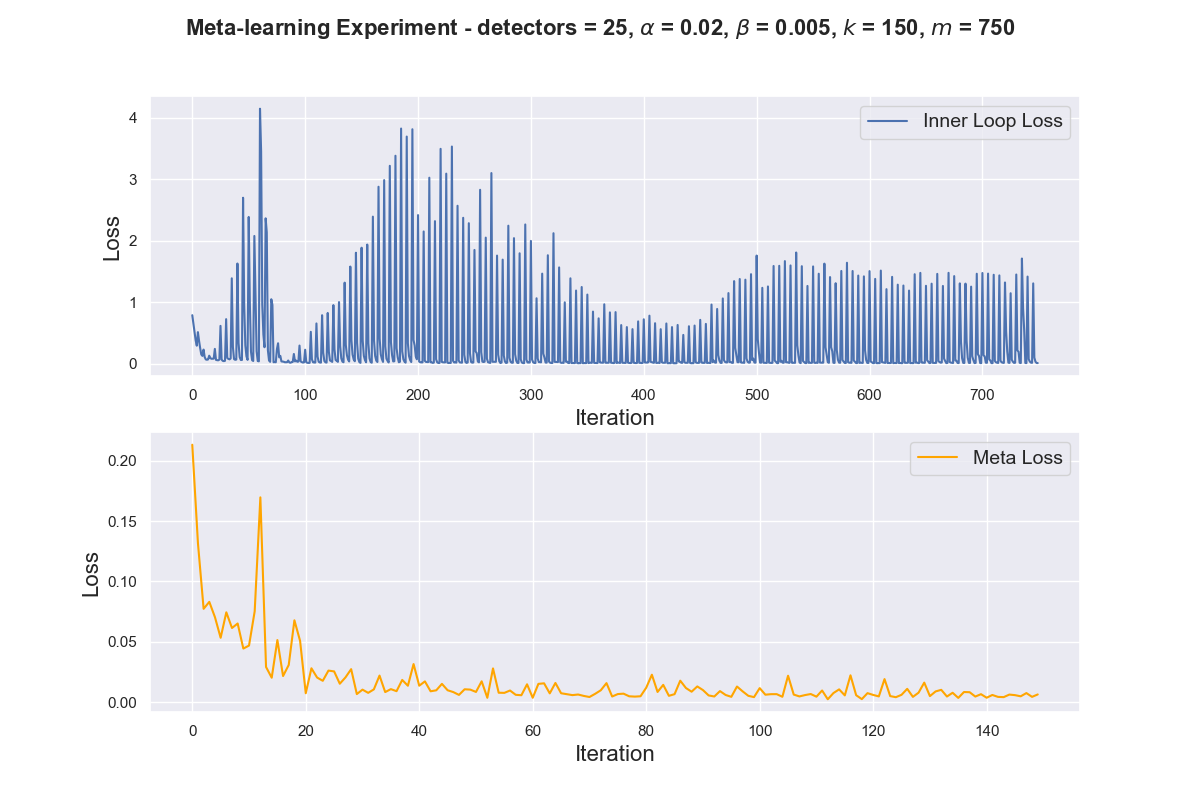 Meta-learning Experiment - detectors = 25, α = 0.02, β = 0.005, k = 150, m = 750
Inner Loop Loss
4
3
2
1
0
Loss
0 100 200 300 400 500 600 700
Iteration
Meta Loss
0.20
0.15
0.10
0.05
0.00
Loss
0 20 40 60 80 100 120 140
Iteration